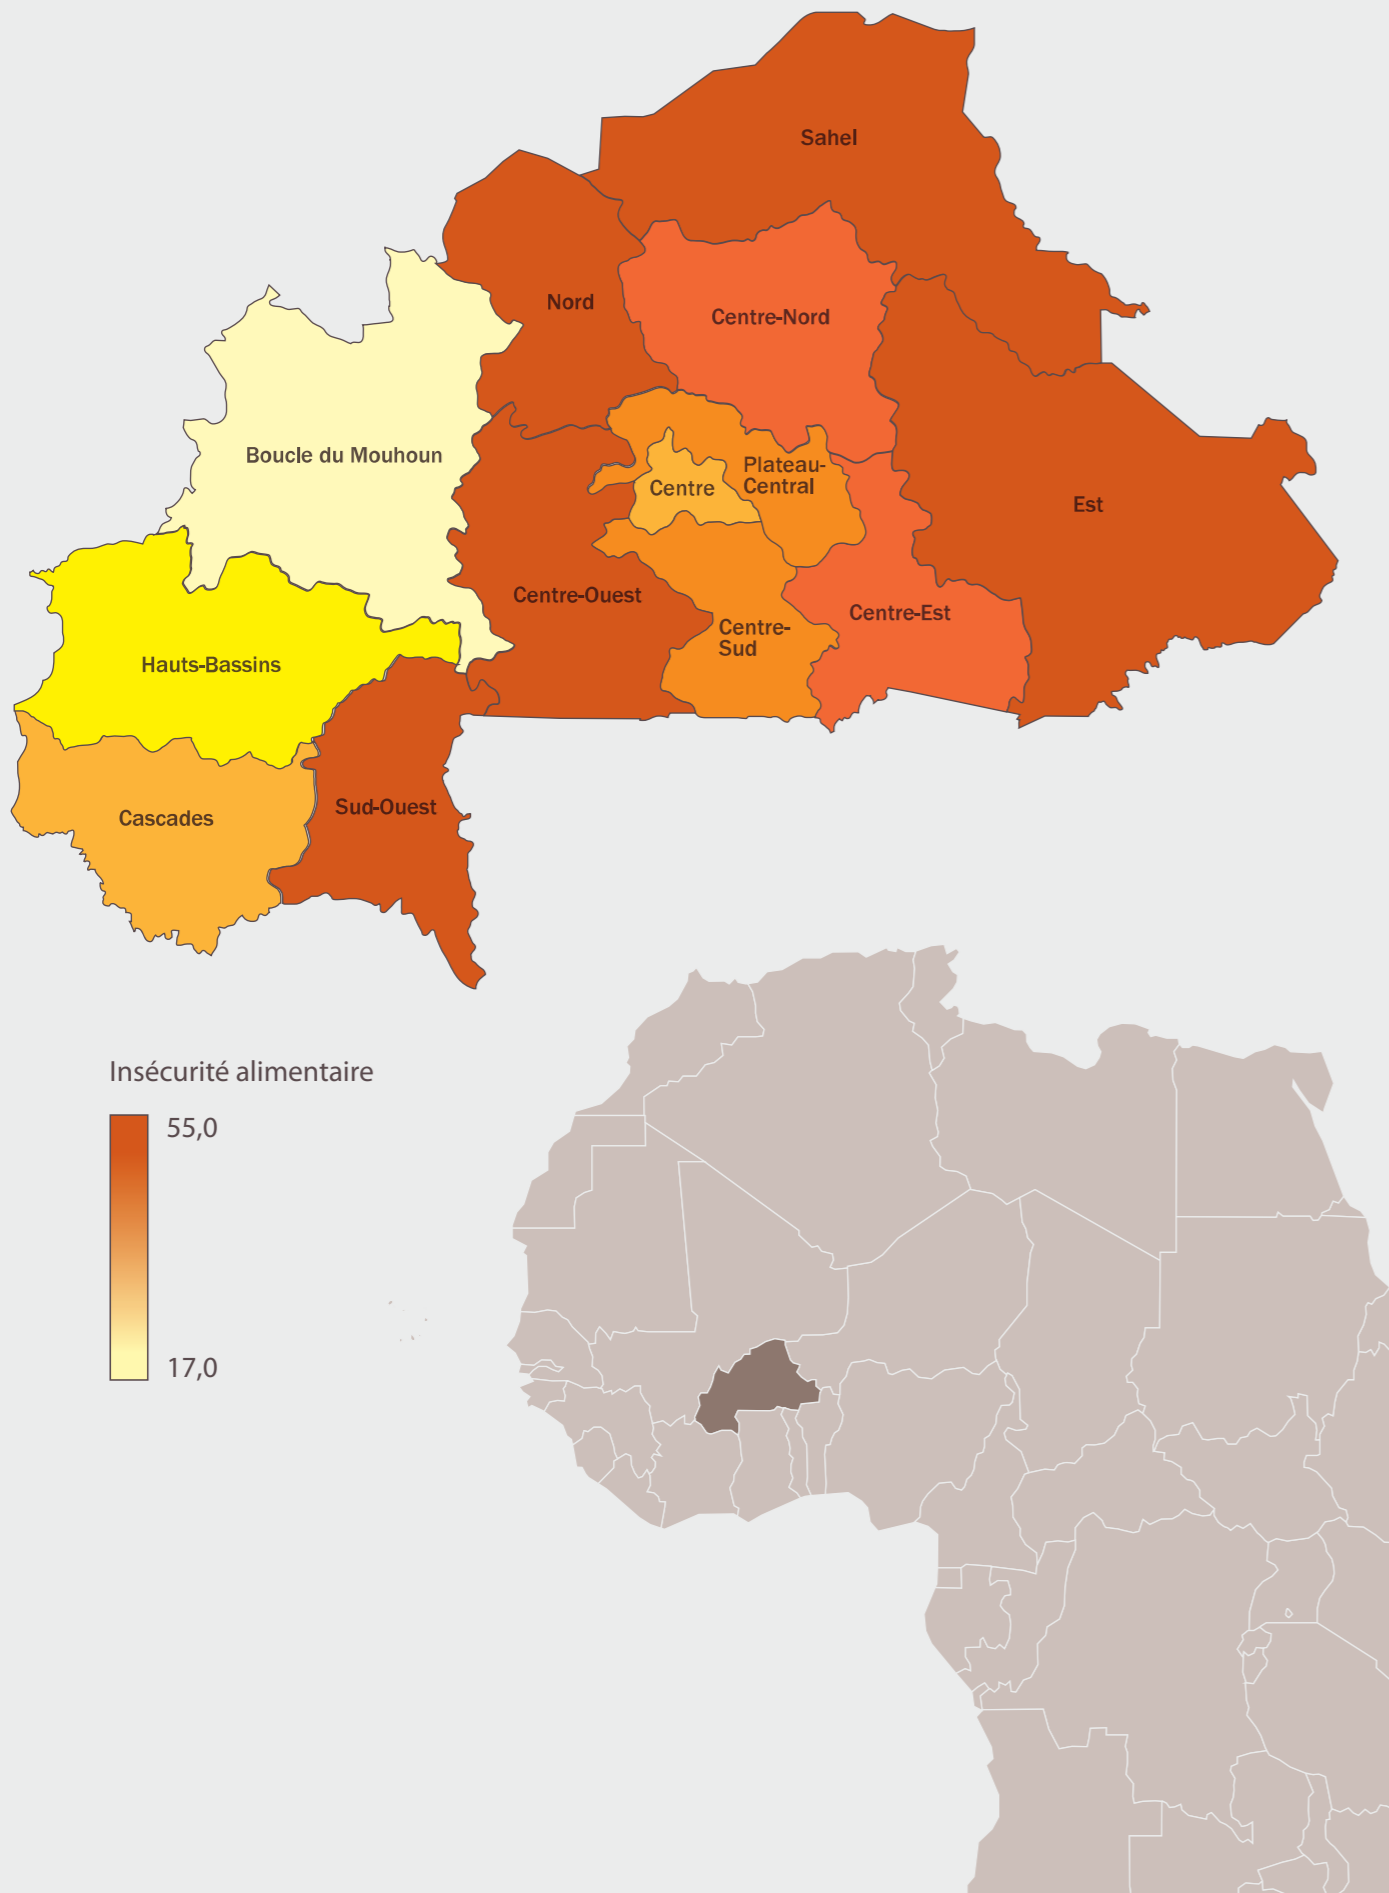 Sahel
Nord
Centre-Nord
Boucle du Mouhoun
Plateau-
Central
Centre
Est
Centre-Ouest
Centre-Est
Centre-
Sud
Hauts-Bassins
Sud-Ouest
Cascades
Insécurité alimentaire
55,0
17,0